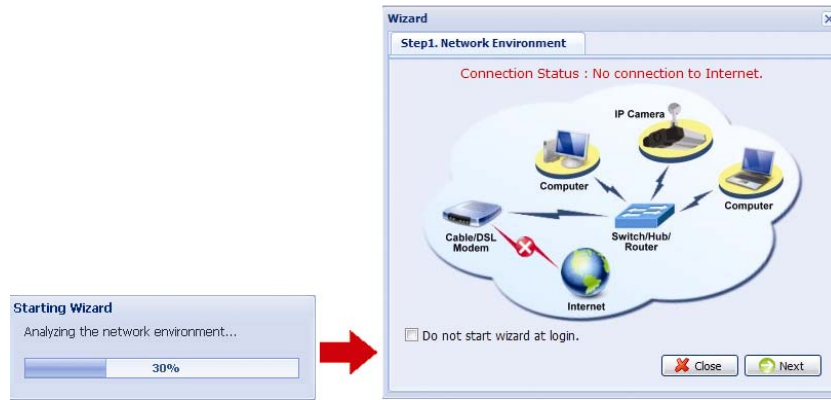 Starting Wizard
Analyzing the network environment...
30%
Wizard
Step1. Network Environment
Connection Status : No connection to Internet.
IP Camera
Computer
Computer
Cable/DSL
Modem
Switch/Hub/
Router
Internet
Do not start wizard at login.
Close
Next